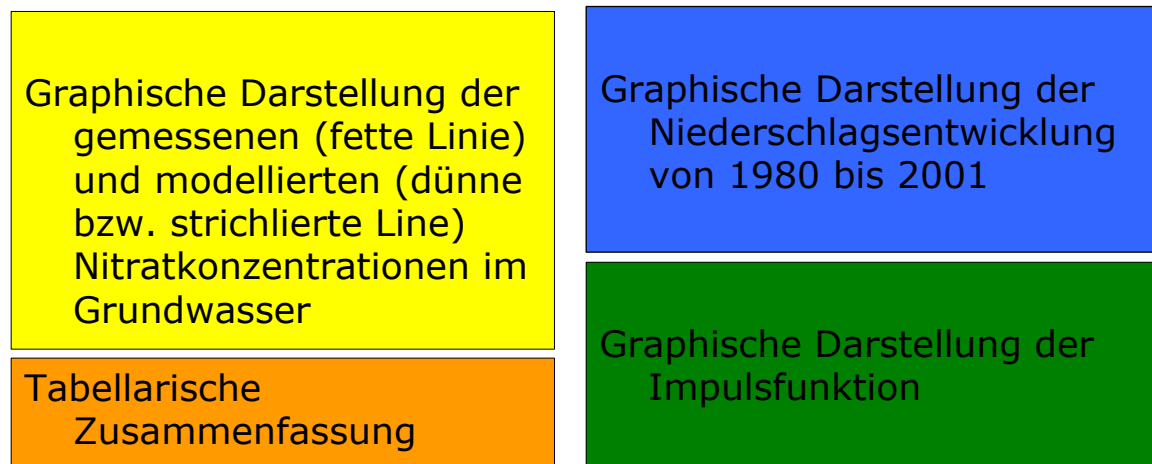 Graphische Darstellung der
gemessenen (fette Linie)
und modellierten (dünne
bzw. strichlierte Line)
Nitratkonzentrationen im
Grundwasser
Tabellarische
Zusammenfassung
Graphische Darstellung der
Niederschlagsentwicklung
von 1980 bis 2001
Graphische Darstellung der
Impulsfunktion